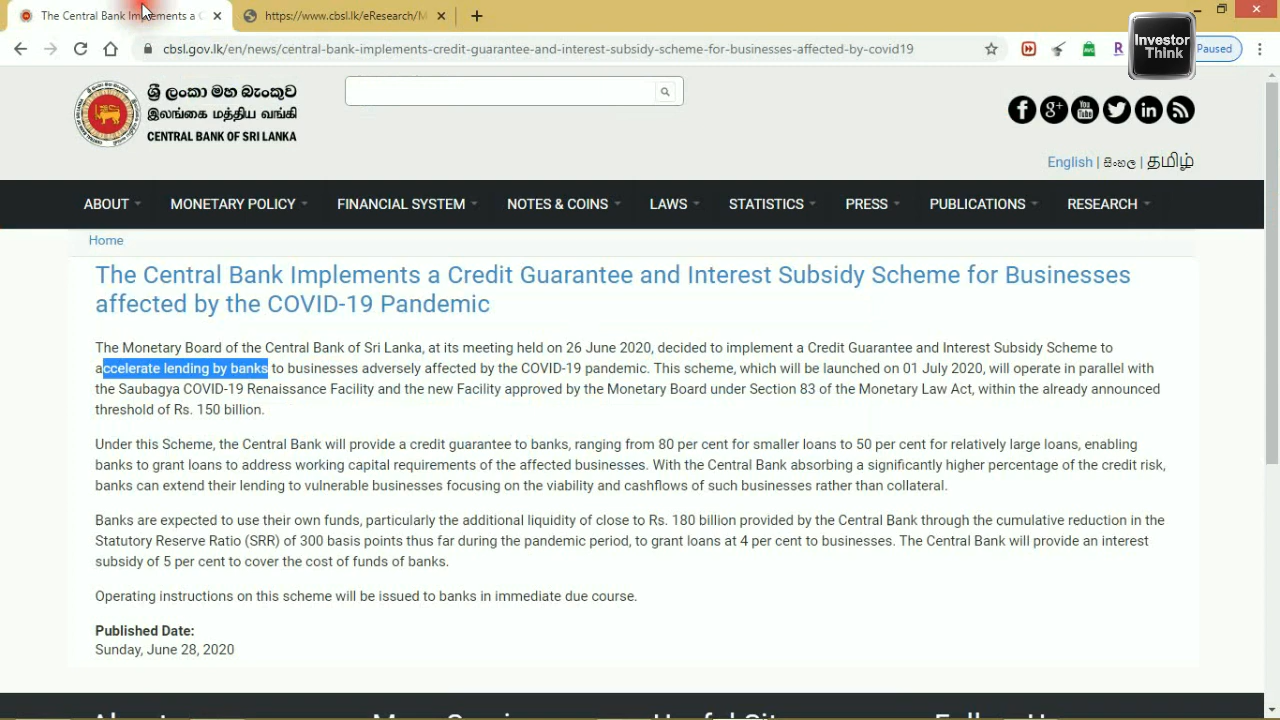 The Central Bank Implements a C
https://www.cbsl.lk/eResearch/M
cbsl.gov.lk/en/news/central-bank-implements-credit-guarantee-and-interest-subsidy-scheme-for-businesses-affected-by-covid19
Paused
Investor
Think
ශ්‍රී ලංකා මහ බැංකුව
இலங்கை மத்திய வங்கி
CENTRAL BANK OF SRI LANKA
English | සිංහල | தமிழ்
ABOUT MONETARY POLICY FINANCIAL SYSTEM NOTES & COINS LAWS STATISTICS PRESS PUBLICATIONS RESEARCH
Home
The Central Bank Implements a Credit Guarantee and Interest Subsidy Scheme for Businesses
affected by the COVID-19 Pandemic
The Monetary Board of the Central Bank of Sri Lanka, at its meeting held on 26 June 2020, decided to implement a Credit Guarantee and Interest Subsidy Scheme to
accelerate lending by banks to businesses adversely affected by the COVID-19 pandemic. This scheme, which will be launched on 01 July 2020, will operate in parallel with
the Saubagya COVID-19 Renaissance Facility and the new Facility approved by the Monetary Board under Section 83 of the Monetary Law Act, within the already announced
threshold of Rs. 150 billion.
Under this Scheme, the Central Bank will provide a credit guarantee to banks, ranging from 80 per cent for smaller loans to 50 per cent for relatively large loans, enabling
banks to grant loans to address working capital requirements of the affected businesses. With the Central Bank absorbing a significantly higher percentage of the credit risk,
banks can extend their lending to vulnerable businesses focusing on the viability and cashflows of such businesses rather than collateral.
Banks are expected to use their own funds, particularly the additional liquidity of close to Rs. 180 billion provided by the Central Bank through the cumulative reduction in the
Statutory Reserve Ratio (SRR) of 300 basis points thus far during the pandemic period, to grant loans at 4 per cent to businesses. The Central Bank will provide an interest
subsidy of 5 per cent to cover the cost of funds of banks.
Operating instructions on this scheme will be issued to banks in immediate due course.
Published Date:
Sunday, June 28, 2020